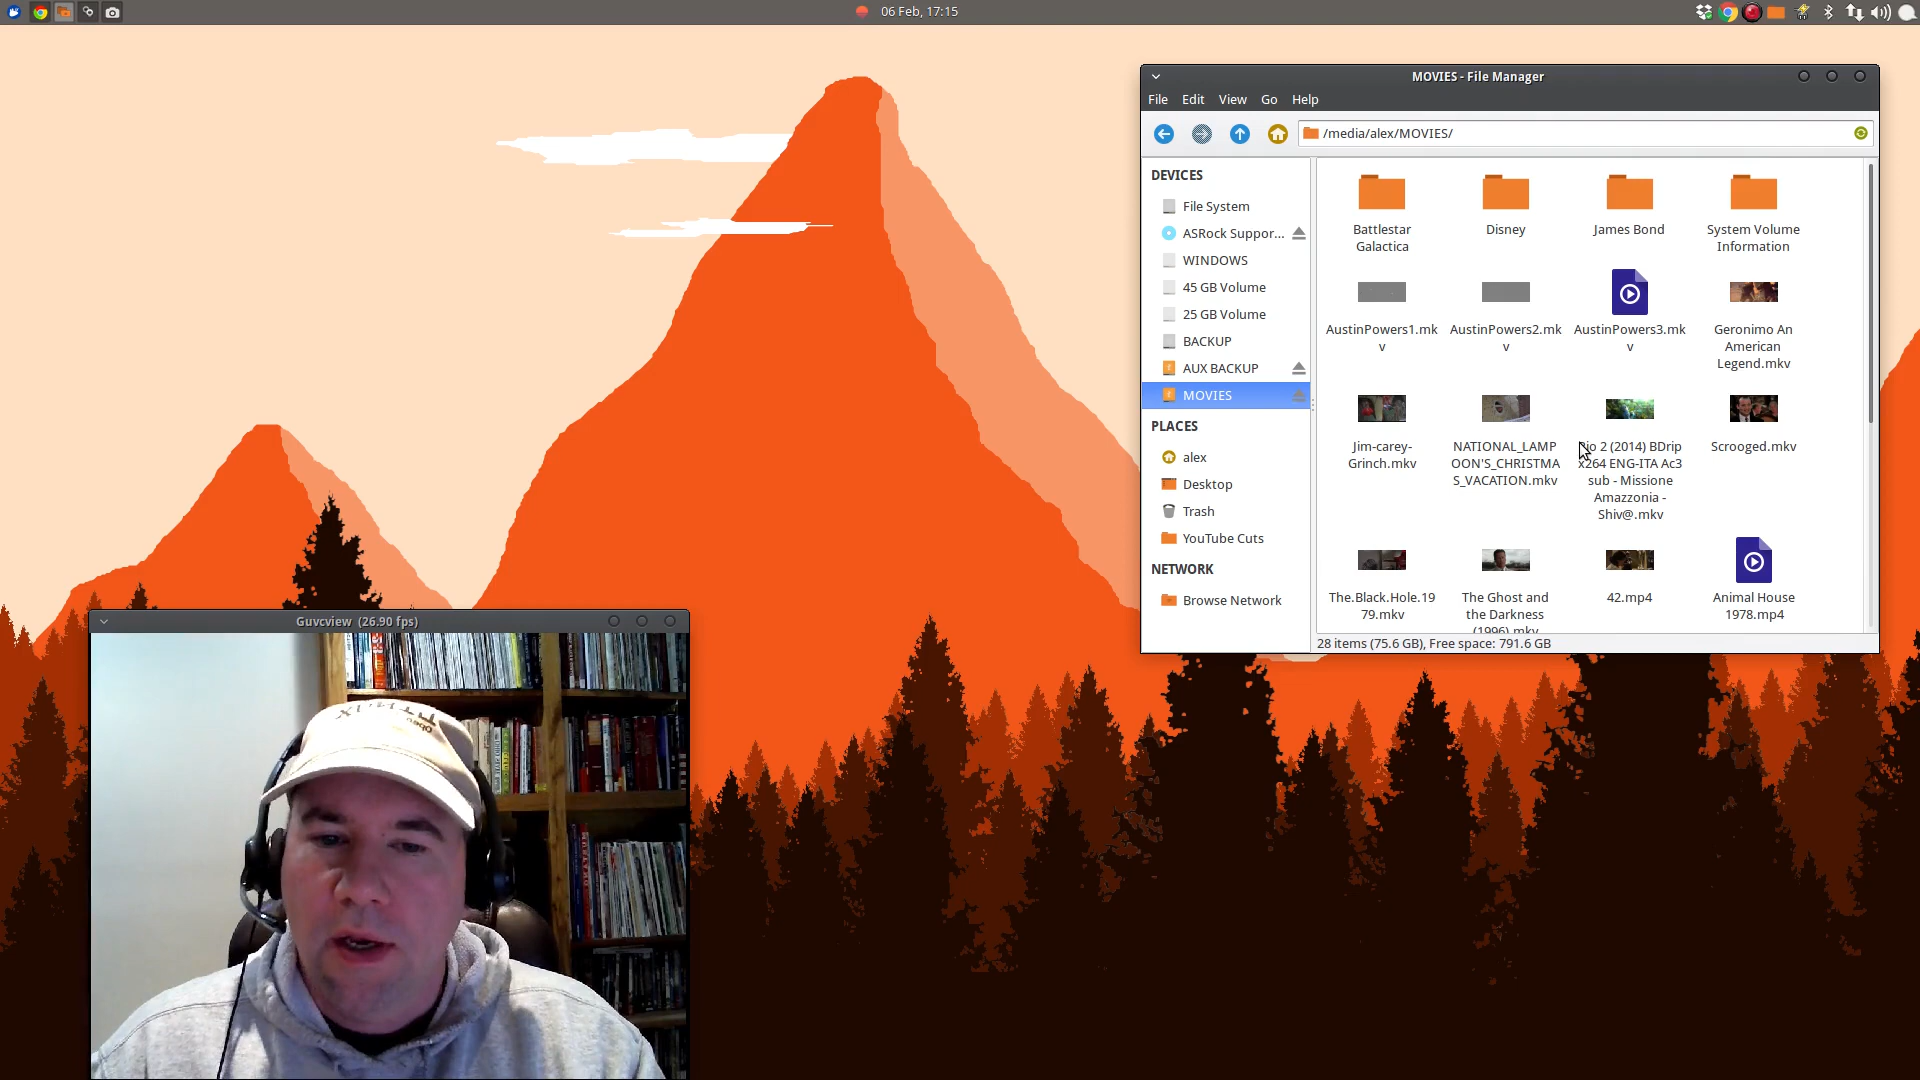 06 Feb, 17:15
MOVIES - File Manager
File Edit View Go Help
/media/alex/MOVIES/
DEVICES
File System
ASRock Suppor...
WINDOWS
45 GB Volume
25 GB Volume
BACKUP
AUX BACKUP
MOVIES
PLACES
alex
Desktop
Trash
YouTube Cuts
NETWORK
Browse Network
Battlestar
Galactica
Disney
James Bond
System Volume
Information
AustinPowers1.mk
v
AustinPowers2.mk
v
AustinPowers3.mk
v
Geronimo An
American
Legend.mkv
Jim-carey-
Grinch.mkv
NATIONAL_LAMP
OON'S_CHRISTMA
S_VACATION.mkv
Rio 2 (2014) BDrip
x264 ENG-ITA Ac3
sub - Missione
Amazzonia -
Shiv@.mkv
Scrooged.mkv
The.Black.Hole.19
79.mkv
The Ghost and
the Darkness
(1996).mkv
42.mp4
Animal House
1978.mp4
28 items (75.6 GB), Free space: 791.6 GB
Guvcview (26.90 fps)